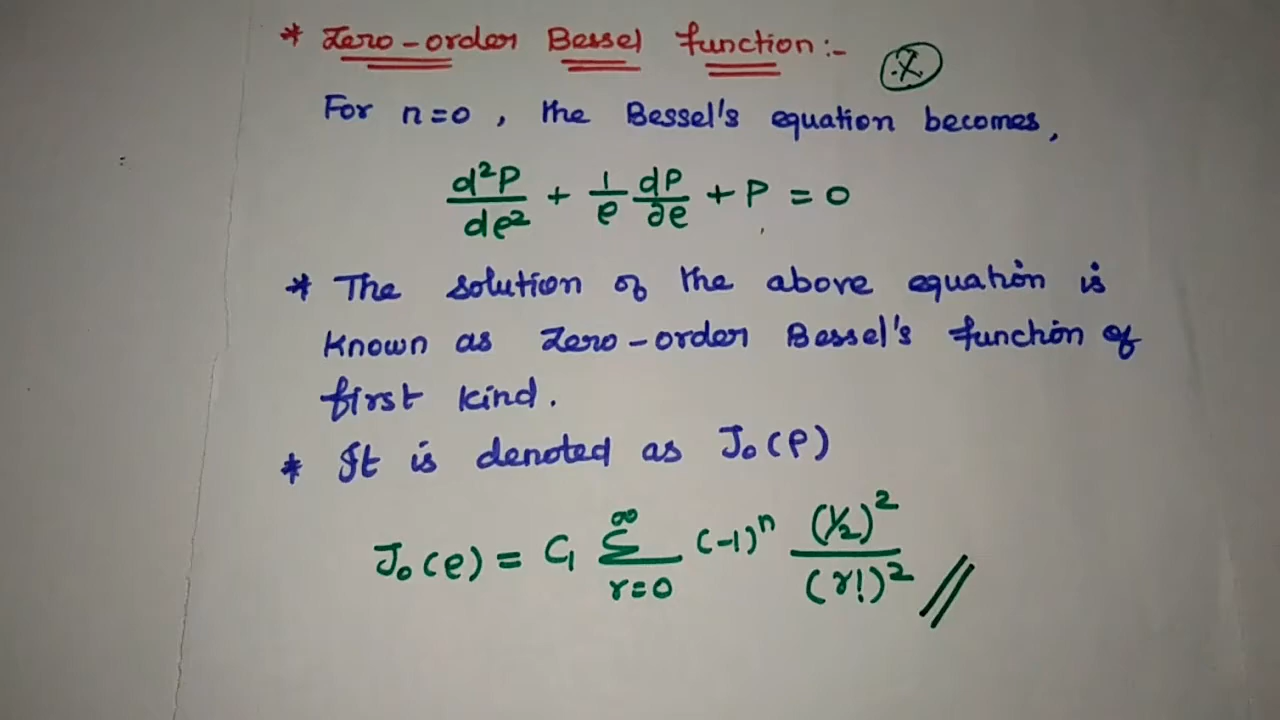 * Zero-order Bessel function:-
X
For n=0, the Bessel's equation becomes,
d²P/dρ² + 1/ρ dP/∂ρ + P = 0
* The solution of the above equation is
known as Zero-order Bessel's function of
first kind.
* It is denoted as J₀(ρ)
J₀(ρ) = C₁ ∑_{r=0}^{∞} (-1)ⁿ (1/2)²/(r!)² //